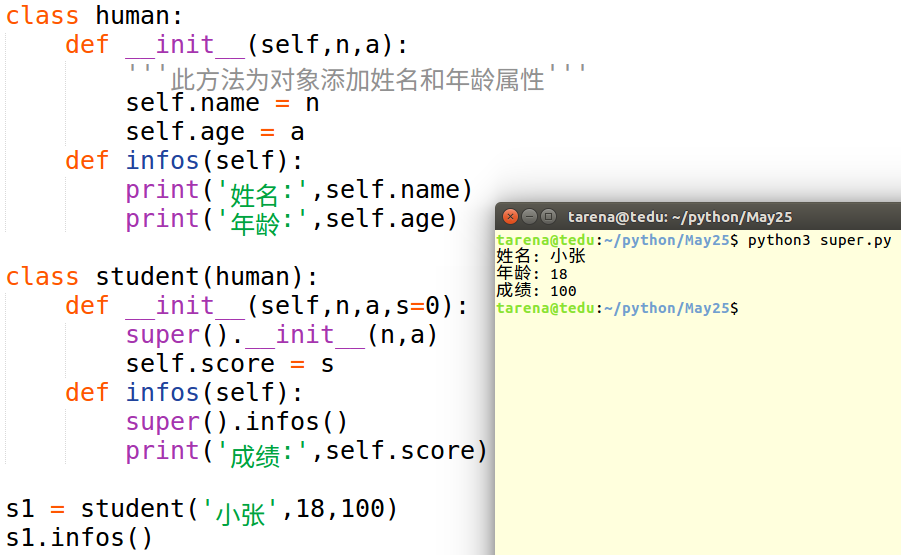 class human:
    def __init__(self,n,a):
        '''此方法为对象添加姓名和年龄属性'''
        self.name = n
        self.age = a
    def infos(self):
        print('姓名:',self.name)
        print('年龄:',self.age)

class student(human):
    def __init__(self,n,a,s=0):
        super().__init__(n,a)
        self.score = s
    def infos(self):
        super().infos()
        print('成绩:',self.score)

s1 = student('小张',18,100)
s1.infos()

tarena@tedu: ~/python/May25
tarena@tedu:~/python/May25$ python3 super.py
姓名: 小张
年龄: 18
成绩: 100
tarena@tedu:~/python/May25$